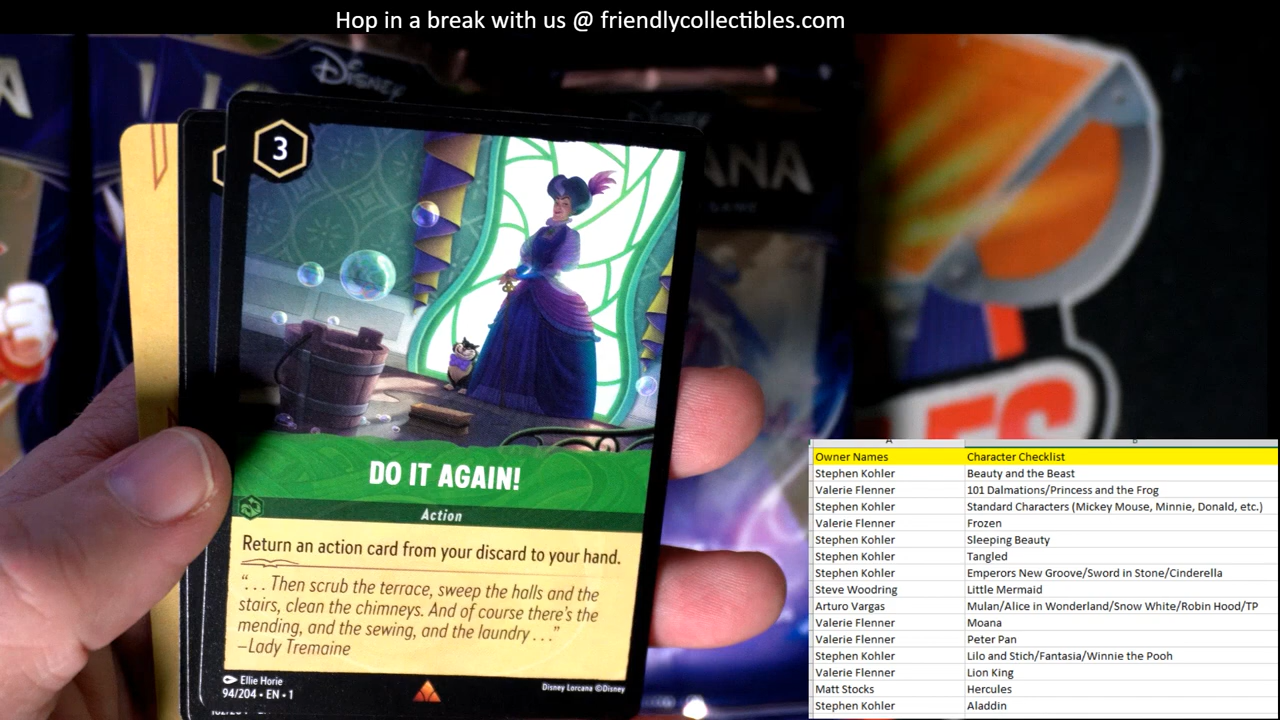 Hop in a break with us @ friendlycollectibles.com
DISNEY
3
DO IT AGAIN!
Action
Return an action card from your discard to your hand.
“. . . Then scrub the terrace, sweep the halls and the
stairs, clean the chimneys. And of course there’s the
mending, and the sewing, and the laundry . . .”
–Lady Tremaine
Ellie Horie
94/204 • EN • 1
Disney Lorcana ©Disney
A B
Owner Names Character Checklist
Stephen Kohler Beauty and the Beast
Valerie Flenner 101 Dalmations/Princess and the Frog
Stephen Kohler Standard Characters (Mickey Mouse, Minnie, Donald, etc.)
Valerie Flenner Frozen
Stephen Kohler Sleeping Beauty
Stephen Kohler Tangled
Stephen Kohler Emperors New Groove/Sword in Stone/Cinderella
Steve Woodring Little Mermaid
Arturo Vargas Mulan/Alice in Wonderland/Snow White/Robin Hood/TP
Valerie Flenner Moana
Valerie Flenner Peter Pan
Stephen Kohler Lilo and Stich/Fantasia/Winnie the Pooh
Valerie Flenner Lion King
Matt Stocks Hercules
Stephen Kohler Aladdin